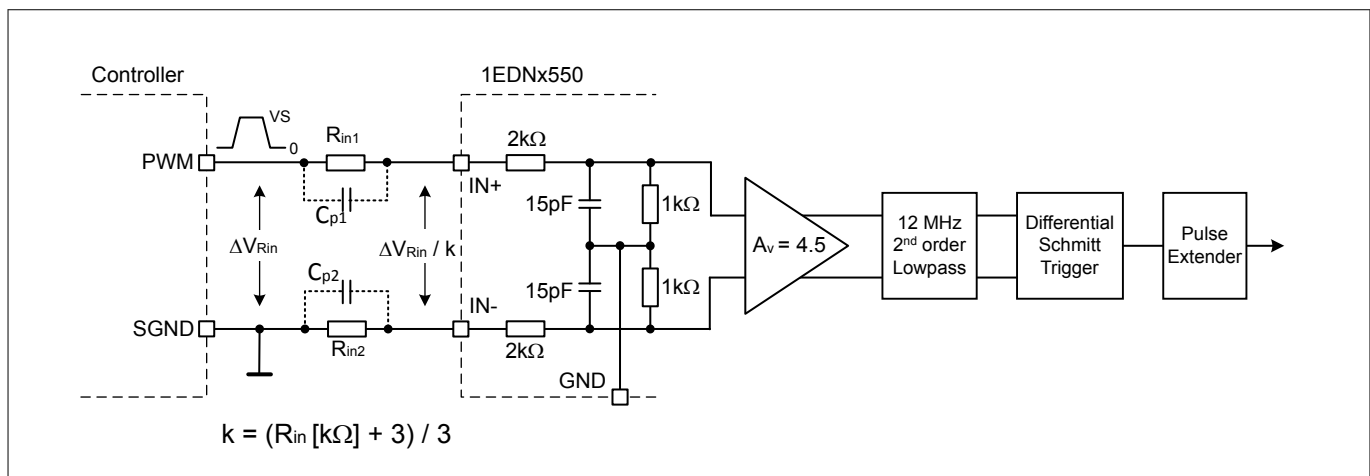 Controller
1EDNx550
VS
0
Rin1
2kΩ
PWM
IN+
Cp1
15pF
1kΩ
ΔVRin
ΔVRin / k
Av = 4.5
12 MHz
2nd order
Lowpass
Differential
Schmitt
Trigger
Pulse
Extender
Cp2
15pF
1kΩ
IN-
SGND
Rin2
2kΩ
GND
k = (Rin [kΩ] + 3) / 3